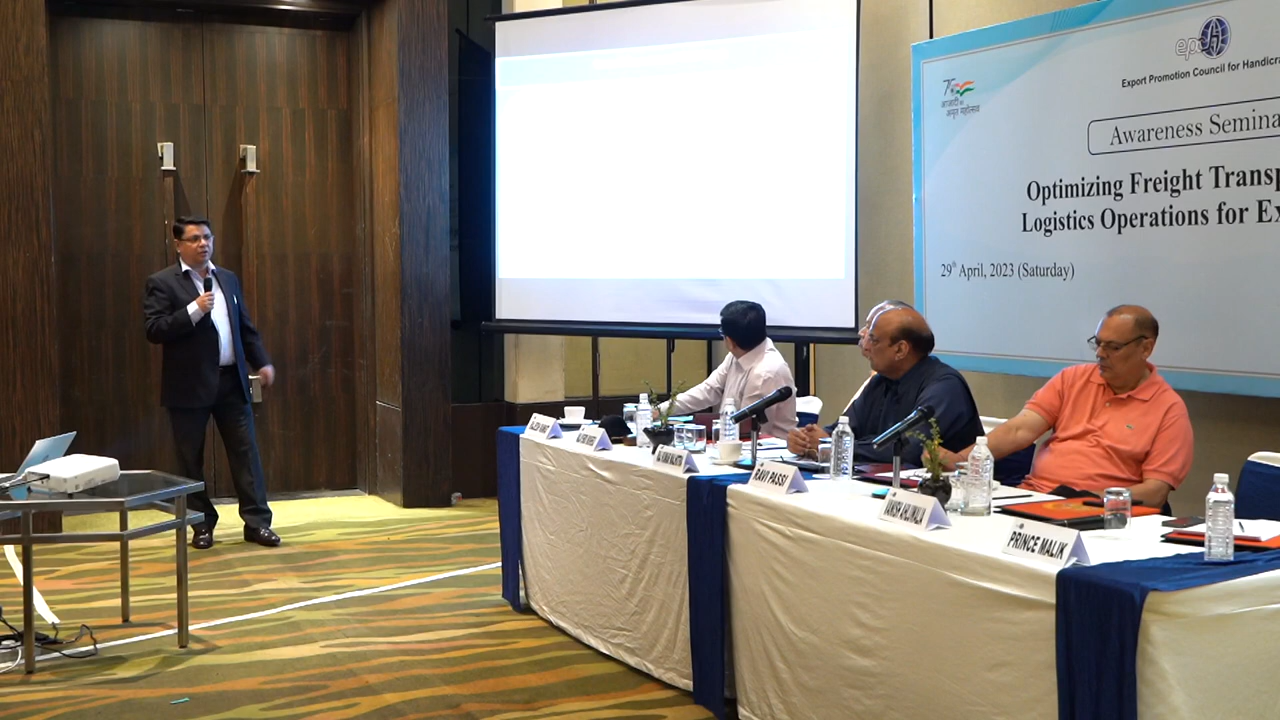 epc
Export Promotion Council for Handicra
75
आज़ादी का
अमृत महोत्सव
Awareness Semina
Optimizing Freight Transp
Logistics Operations for Ex
29th April, 2023 (Saturday)
RAVI PASSI
PRINCE MALIK